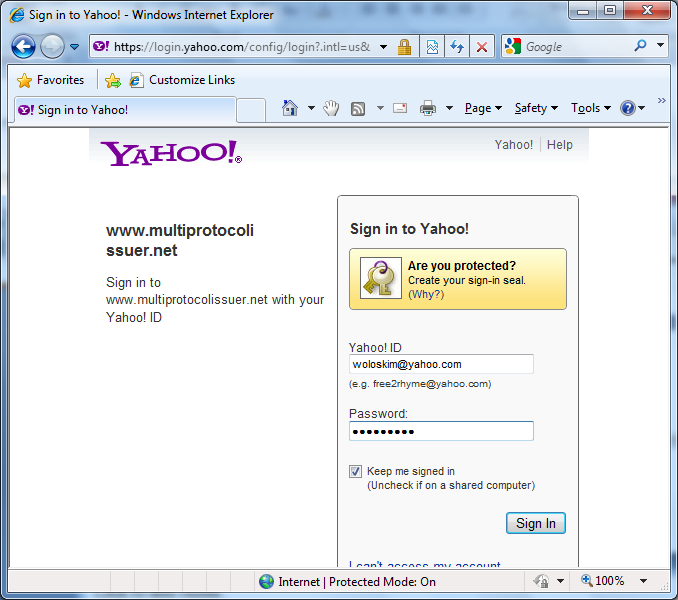 Sign in to Yahoo! - Windows Internet Explorer
https://login.yahoo.com/config/login?.intl=us&
Google
Favorites
Customize Links
Sign in to Yahoo!
Page
Safety
Tools
YAHOO!®
Yahoo!
Help
www.multiprotocoli
ssuer.net
Sign in to
www.multiprotocolissuer.net with your
Yahoo! ID
Sign in to Yahoo!
Are you protected?
Create your sign-in seal.
(Why?)
Yahoo! ID
woloskim@yahoo.com
(e.g. free2rhyme@yahoo.com)
Password:
•••••••••
Keep me signed in
(Uncheck if on a shared computer)
Sign In
I can't access my account
Internet | Protected Mode: On
100%